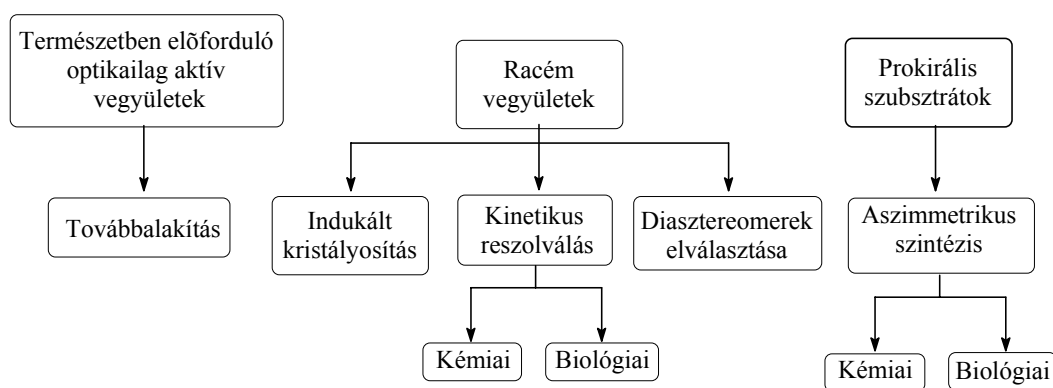 Természetben elõforduló
optikailag aktív
vegyületek
Racém
vegyületek
Prokirális
szubsztrátok
Továbbalakítás
Indukált
kristályosítás
Kinetikus
reszolválás
Diasztereomerek
elválasztása
Aszimmetrikus
szintézis
Kémiai
Biológiai
Kémiai
Biológiai